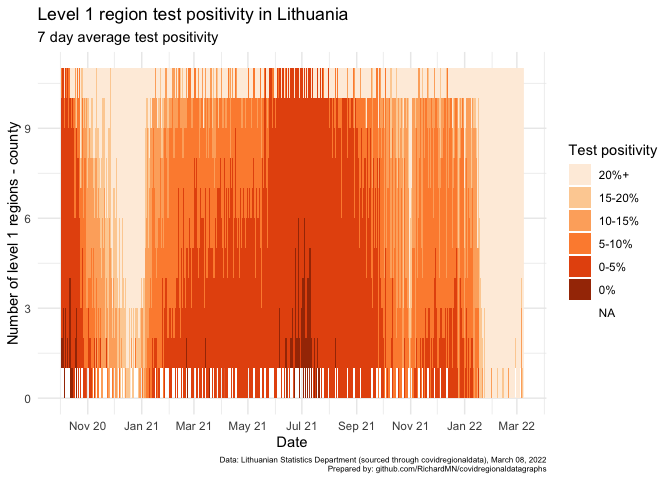 Level 1 region test positivity in Lithuania
7 day average test positivity
Number of level 1 regions - county
9
6
3
0
Nov 20 Jan 21 Mar 21 May 21 Jul 21 Sep 21 Nov 21 Jan 22 Mar 22
Date
Test positivity
20%+
15-20%
10-15%
5-10%
0-5%
0%
NA
Data: Lithuanian Statistics Department (sourced through covidregionaldata), March 08, 2022
Prepared by: github.com/RichardMN/covidregionaldatagraphs